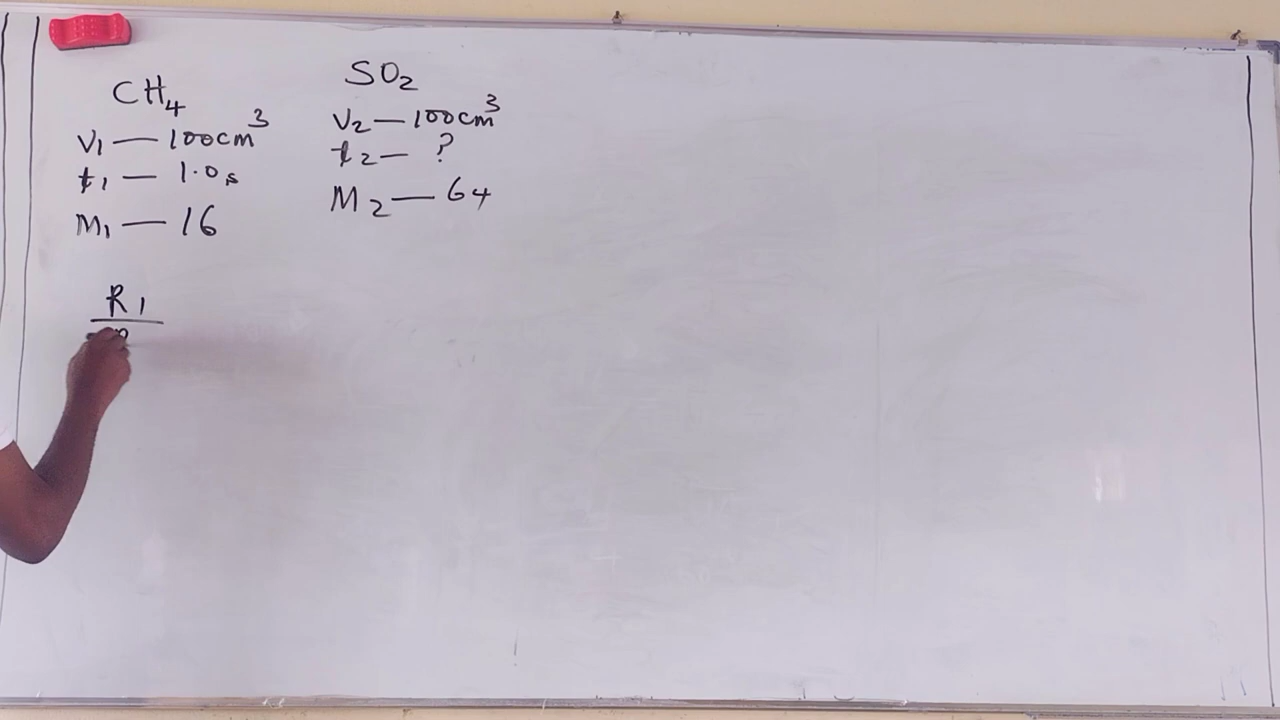 CH4
V1 — 100cm³
t1 — 1.0s
M1 — 16
SO2
V2 — 100cm³
t2 — ?
M2 — 64
R1